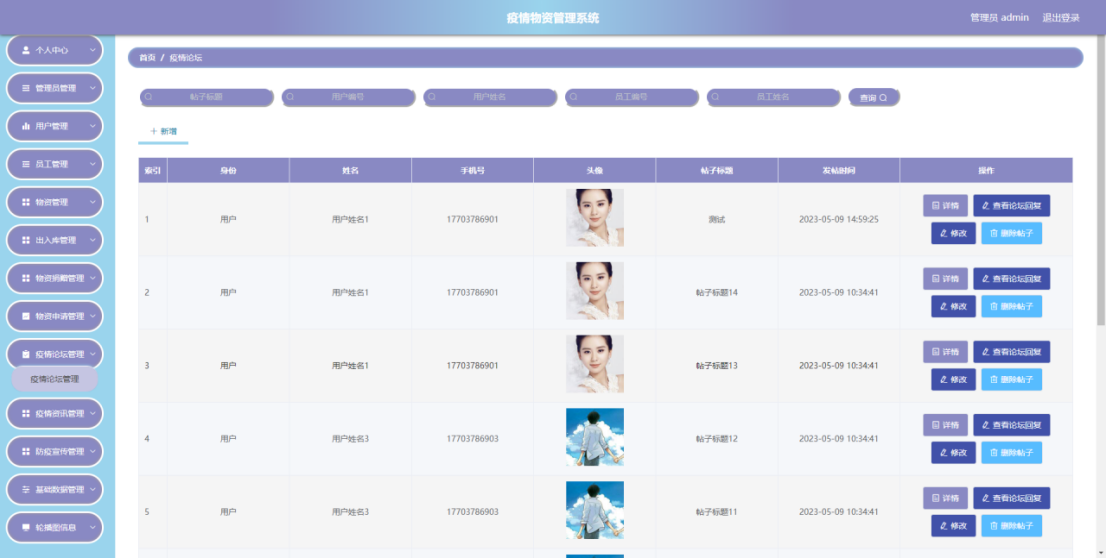 疫情物资管理系统
管理员 admin 退出登录
个人中心
管理员管理
用户管理
员工管理
物资管理
出入库管理
物资捐赠管理
物资申请管理
疫情论坛管理
疫情论坛管理
疫情资讯管理
防疫宣传管理
基础数据管理
轮播图信息
首页 / 疫情论坛
帖子标题 用户编号 用户姓名 员工编号 员工姓名 查询
+ 新增
索引 身份 姓名 手机号 头像 帖子标题 发帖时间 操作
1 用户 用户姓名1 17703786901 测试 2023-05-09 14:59:25 详情 查看论坛回复
修改 删除帖子
2 用户 用户姓名1 17703786901 帖子标题14 2023-05-09 10:34:41 详情 查看论坛回复
修改 删除帖子
3 用户 用户姓名1 17703786901 帖子标题13 2023-05-09 10:34:41 详情 查看论坛回复
修改 删除帖子
4 用户 用户姓名3 17703786903 帖子标题12 2023-05-09 10:34:41 详情 查看论坛回复
修改 删除帖子
5 用户 用户姓名3 17703786903 帖子标题11 2023-05-09 10:34:41 详情 查看论坛回复
修改 删除帖子